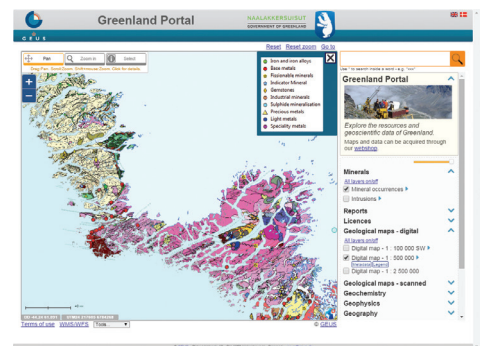 Greenland Portal
NAALAKKERSUISUT
GOVERNMENT OF GREENLAND
G E U S
Reset Reset zoom Go to
Pan
Zoom in
Select
Iron and iron alloys
Base metals
Fissionable minerals
Indicator Mineral
Gemstones
Industrial minerals
Sulphide mineralisation
Precious metals
Light metals
Speciality metals
Greenland Portal
Explore the resources and
geoscientific data of Greenland.
Maps and data can be acquired through
our webshop
Minerals
All layers on/off
Mineral occurrences
Intrusions
Reports
Licences
Geological maps - digital
All layers on/off
Digital map - 1 : 100 000 SW
Digital map - 1 : 500 000
Digital map - 1 : 2 500 000
Geological maps - scanned
Geochemistry
Geophysics
Geography
Terms of use WMS/WFS Tools...
© GEUS